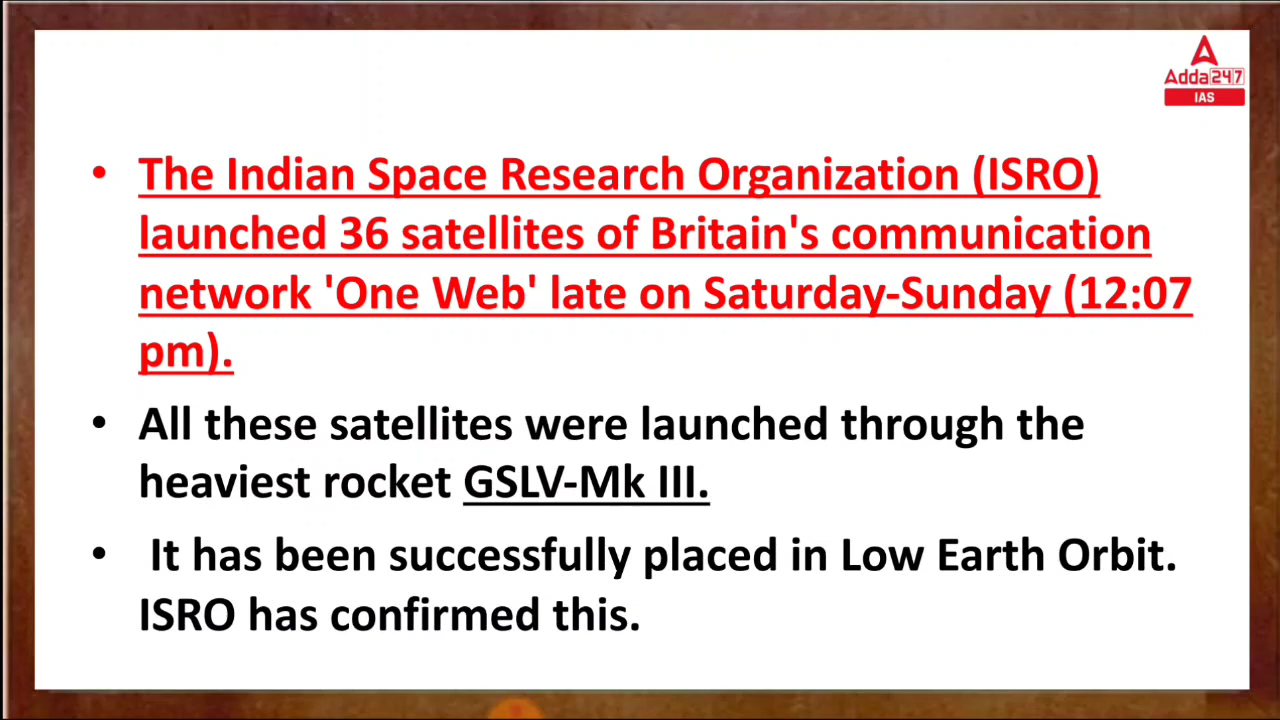 Adda247
IAS
• The Indian Space Research Organization (ISRO)
launched 36 satellites of Britain's communication
network 'One Web' late on Saturday-Sunday (12:07
pm).
• All these satellites were launched through the
heaviest rocket GSLV-Mk III.
• It has been successfully placed in Low Earth Orbit.
ISRO has confirmed this.